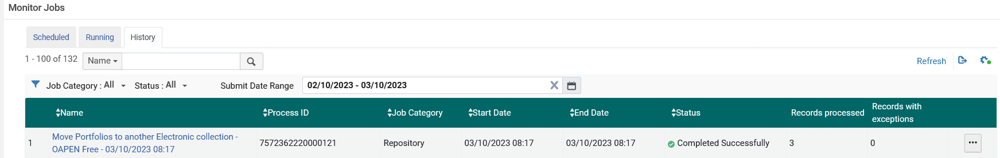 Monitor Jobs
Scheduled Running History
1 - 100 of 132 Name
Refresh
Job Category : All Status : All Submit Date Range 02/10/2023 - 03/10/2023
Name Process ID Job Category Start Date End Date Status Records processed Records with
exceptions
1 Move Portfolios to another Electronic collection - 7572362220000121 Repository 03/10/2023 08:17 03/10/2023 08:17 Completed Successfully 3 0
OAPEN Free - 03/10/2023 08:17